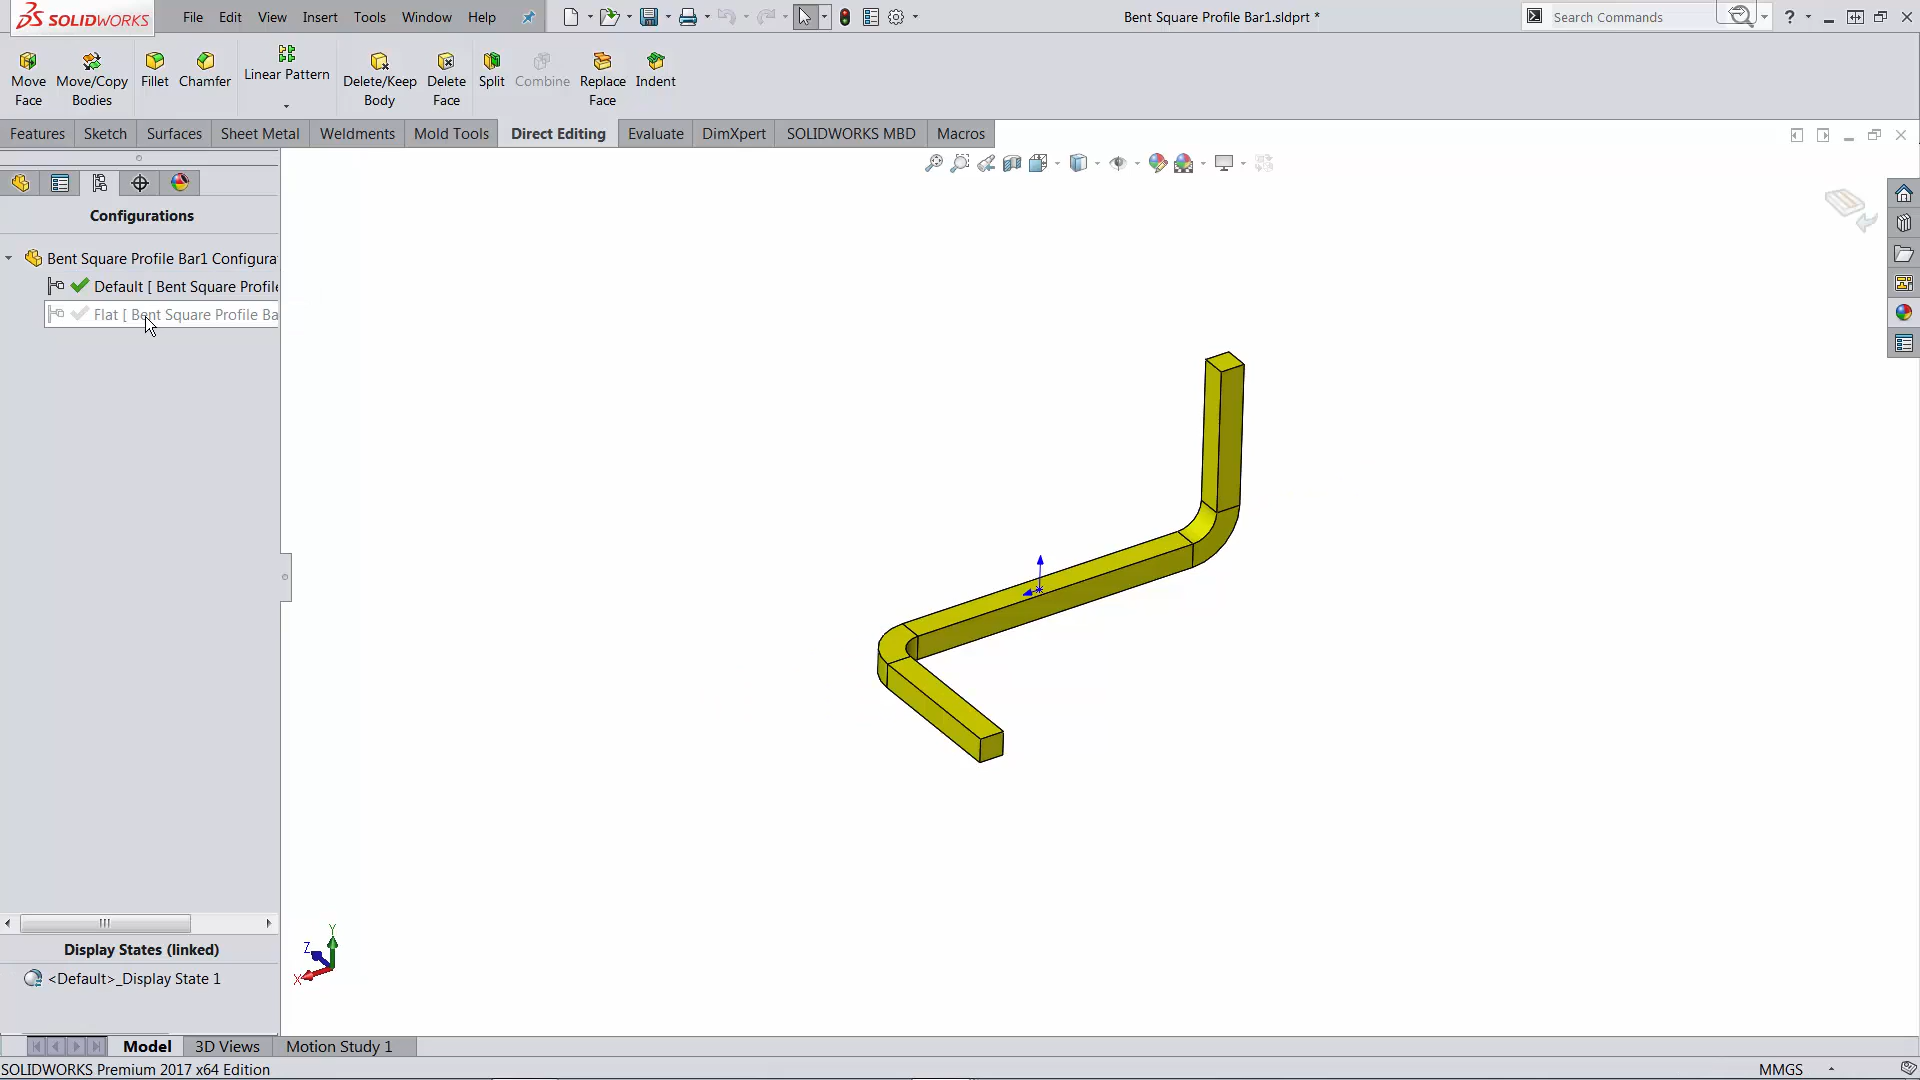 SOLIDWORKS File Edit View Insert Tools Window Help Bent Square Profile Bar1.sldprt * Search Commands ?
Move Face Move/Copy Bodies Fillet Chamfer Linear Pattern Delete/Keep Body Delete Face Split Combine Replace Face Indent
Features Sketch Surfaces Sheet Metal Weldments Mold Tools Direct Editing Evaluate DimXpert SOLIDWORKS MBD Macros
Configurations
Bent Square Profile Bar1 Configura
Default [ Bent Square Profile
Flat [ Bent Square Profile Ba
Display States (linked)
<Default>_Display State 1
Y
Z
X
Model 3D Views Motion Study 1
SOLIDWORKS Premium 2017 x64 Edition MMGS